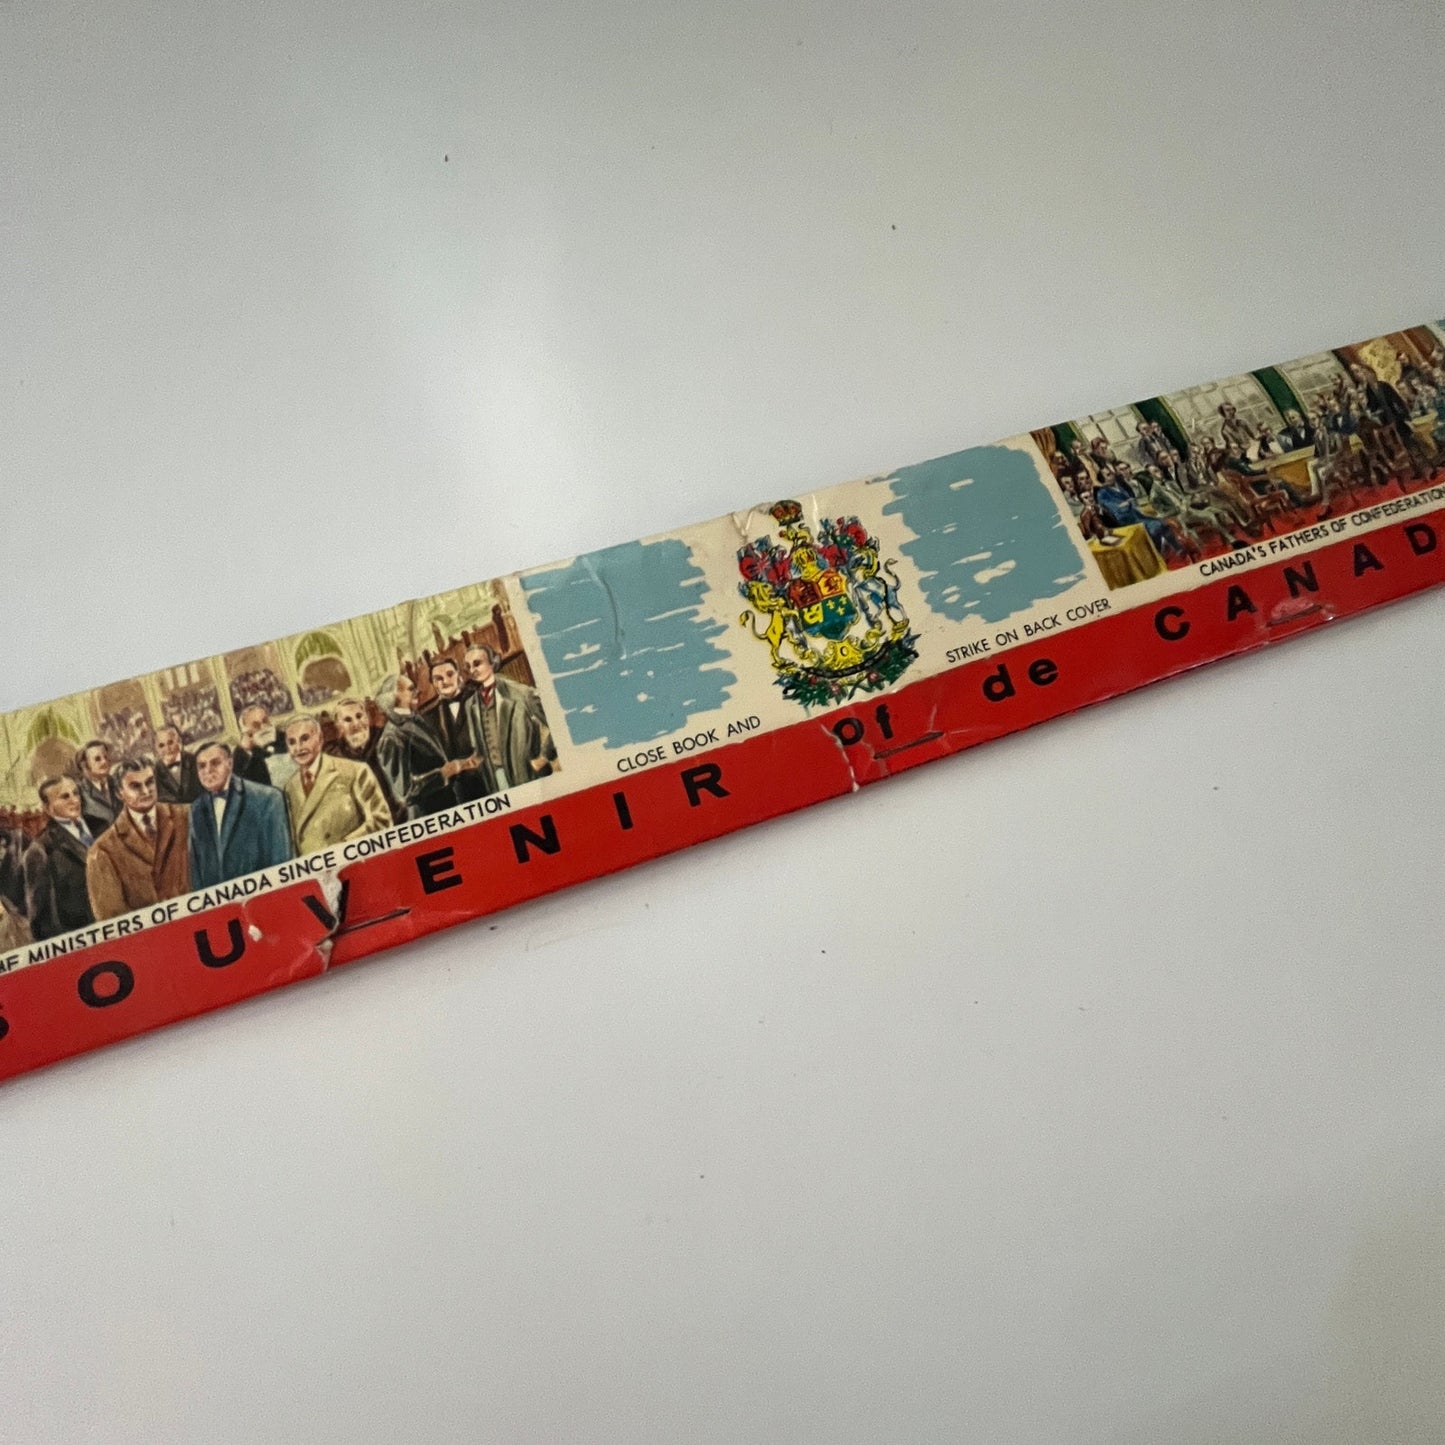 MINISTERS OF CANADA SINCE CONFEDERATION
CLOSE BOOK AND STRIKE ON BACK COVER
CANADA'S FATHERS OF CONFEDERATION
SOUVENIR of de CANAD